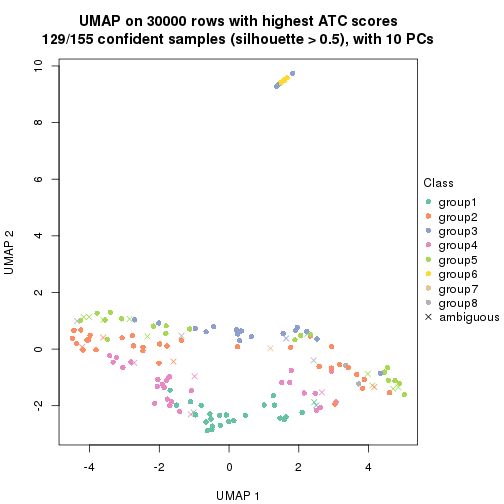 UMAP on 30000 rows with highest ATC scores
129/155 confident samples (silhouette > 0.5), with 10 PCs
10
8
6
4
2
0
-2
UMAP 2
-4
-2
0
2
4
UMAP 1
Class
group1
group2
group3
group4
group5
group6
group7
group8
ambiguous